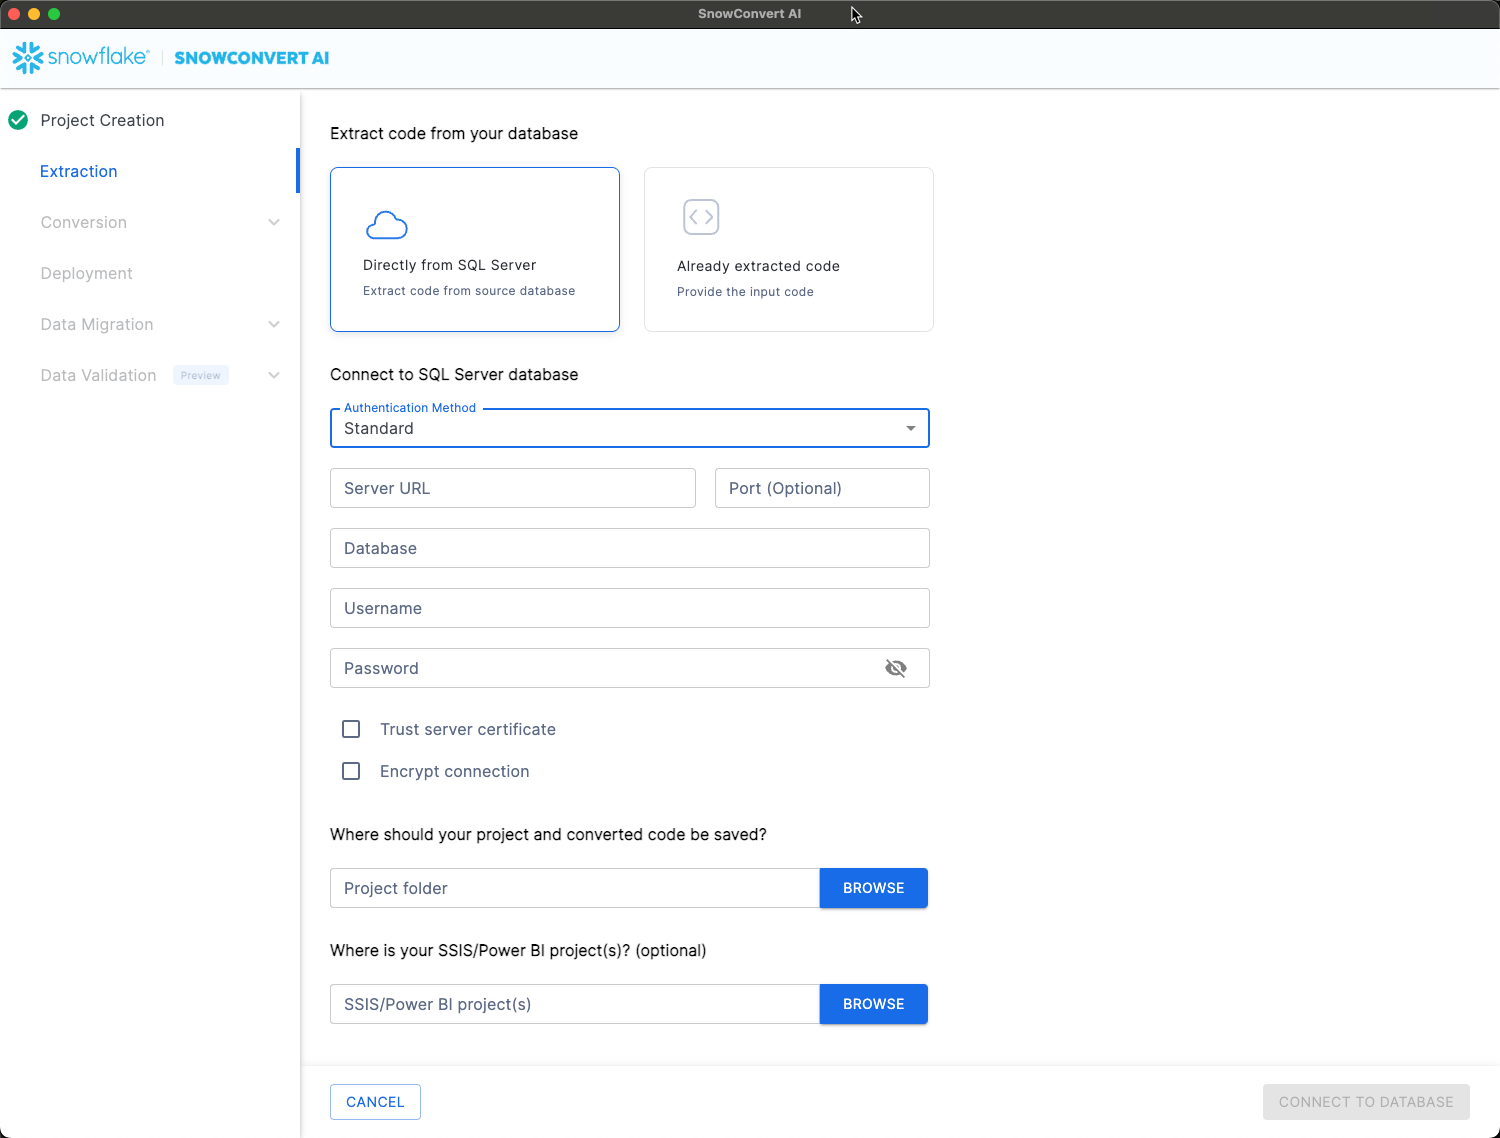 SnowConvert AI
snowflake®
SNOWCONVERT AI
Project Creation
Extraction
Conversion
Deployment
Data Migration
Data Validation
Preview
Extract code from your database
Directly from SQL Server
Extract code from source database
Already extracted code
Provide the input code
Connect to SQL Server database
Authentication Method
Standard
Server URL
Port (Optional)
Database
Username
Password
Trust server certificate
Encrypt connection
Where should your project and converted code be saved?
Project folder
BROWSE
Where is your SSIS/Power BI project(s)? (optional)
SSIS/Power BI project(s)
BROWSE
CANCEL
CONNECT TO DATABASE